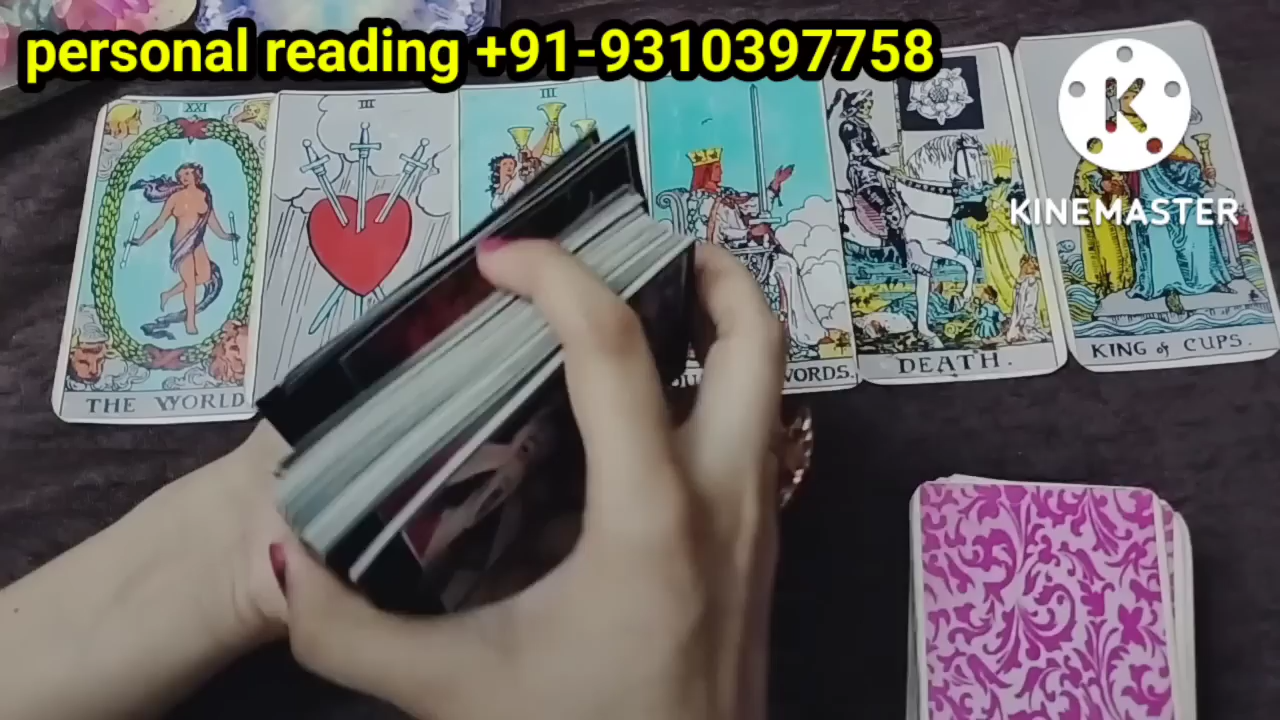 personal reading +91-9310397758
XXI
III
III
K
KINEMASTER
THE WORLD
WORDS.
DEATH.
KING of CUPS.